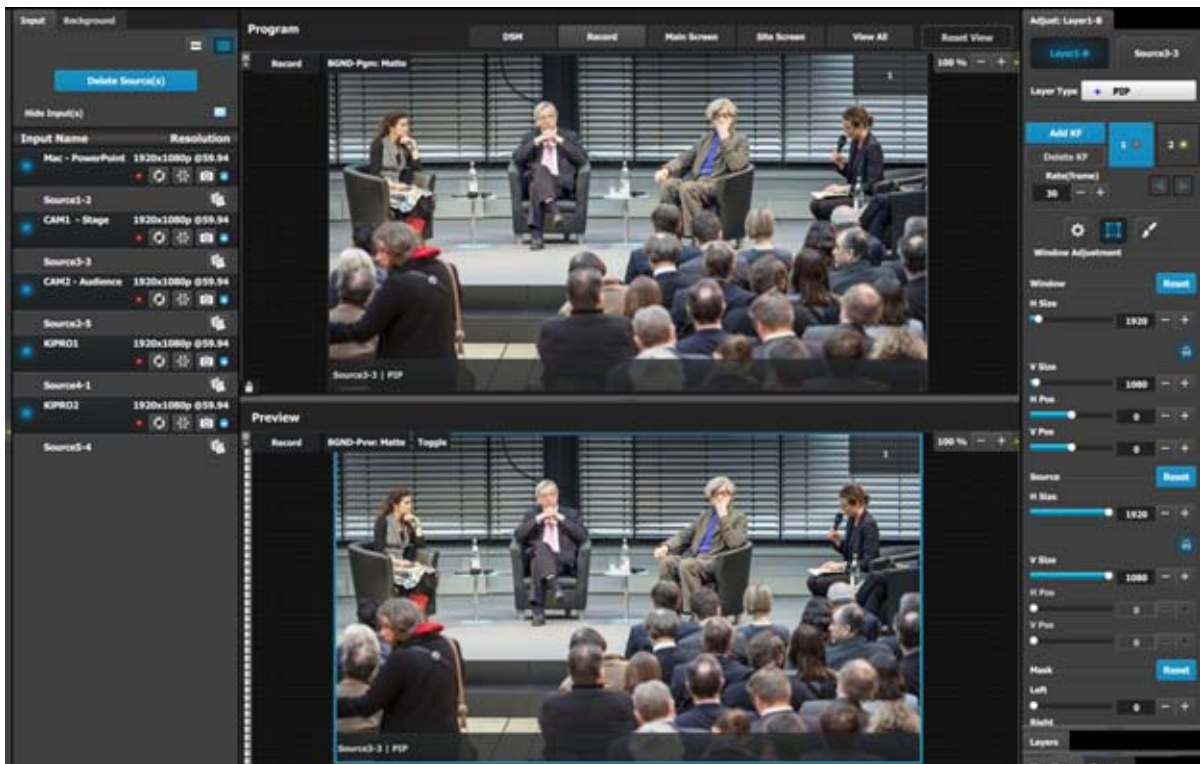 Input Background
Delete Source(s)
Hide Input(s)
Input Name Resolution
Mac - PowerPoint 1920x1080p @59.94
Source1-2
CAM1 - Stage 1920x1080p @59.94
Source3-3
CAM2 - Audience 1920x1080p @59.94
Source2-5
KiPRO1 1920x1080p @59.94
Source4-1
KiPRO2 1920x1080p @59.94
Source5-4
Program
DSM Record Main Screen Site Screen View All Reset View
Record BGND-Pgm: Matte 100 % − +
1
Source3-3 | PIP
Preview
Record BGND-Pvw: Matte Toggle 100 % − +
1
Source3-3 | PIP
Adjust: Layer1-B
Layer1-B Source3-3
Layer Type PIP
Add KF
Delete KF
1 2
Rate(frame)
30 − +
Window Adjustment
Window Reset
H Size
1920 − +
V Size
1080 − +
H Pos
0 − +
V Pos
0 − +
Source Reset
H Size
1920 − +
V Size
1080 − +
H Pos
0 − +
V Pos
0 − +
Mask Reset
Left
0 − +
Right
Layers